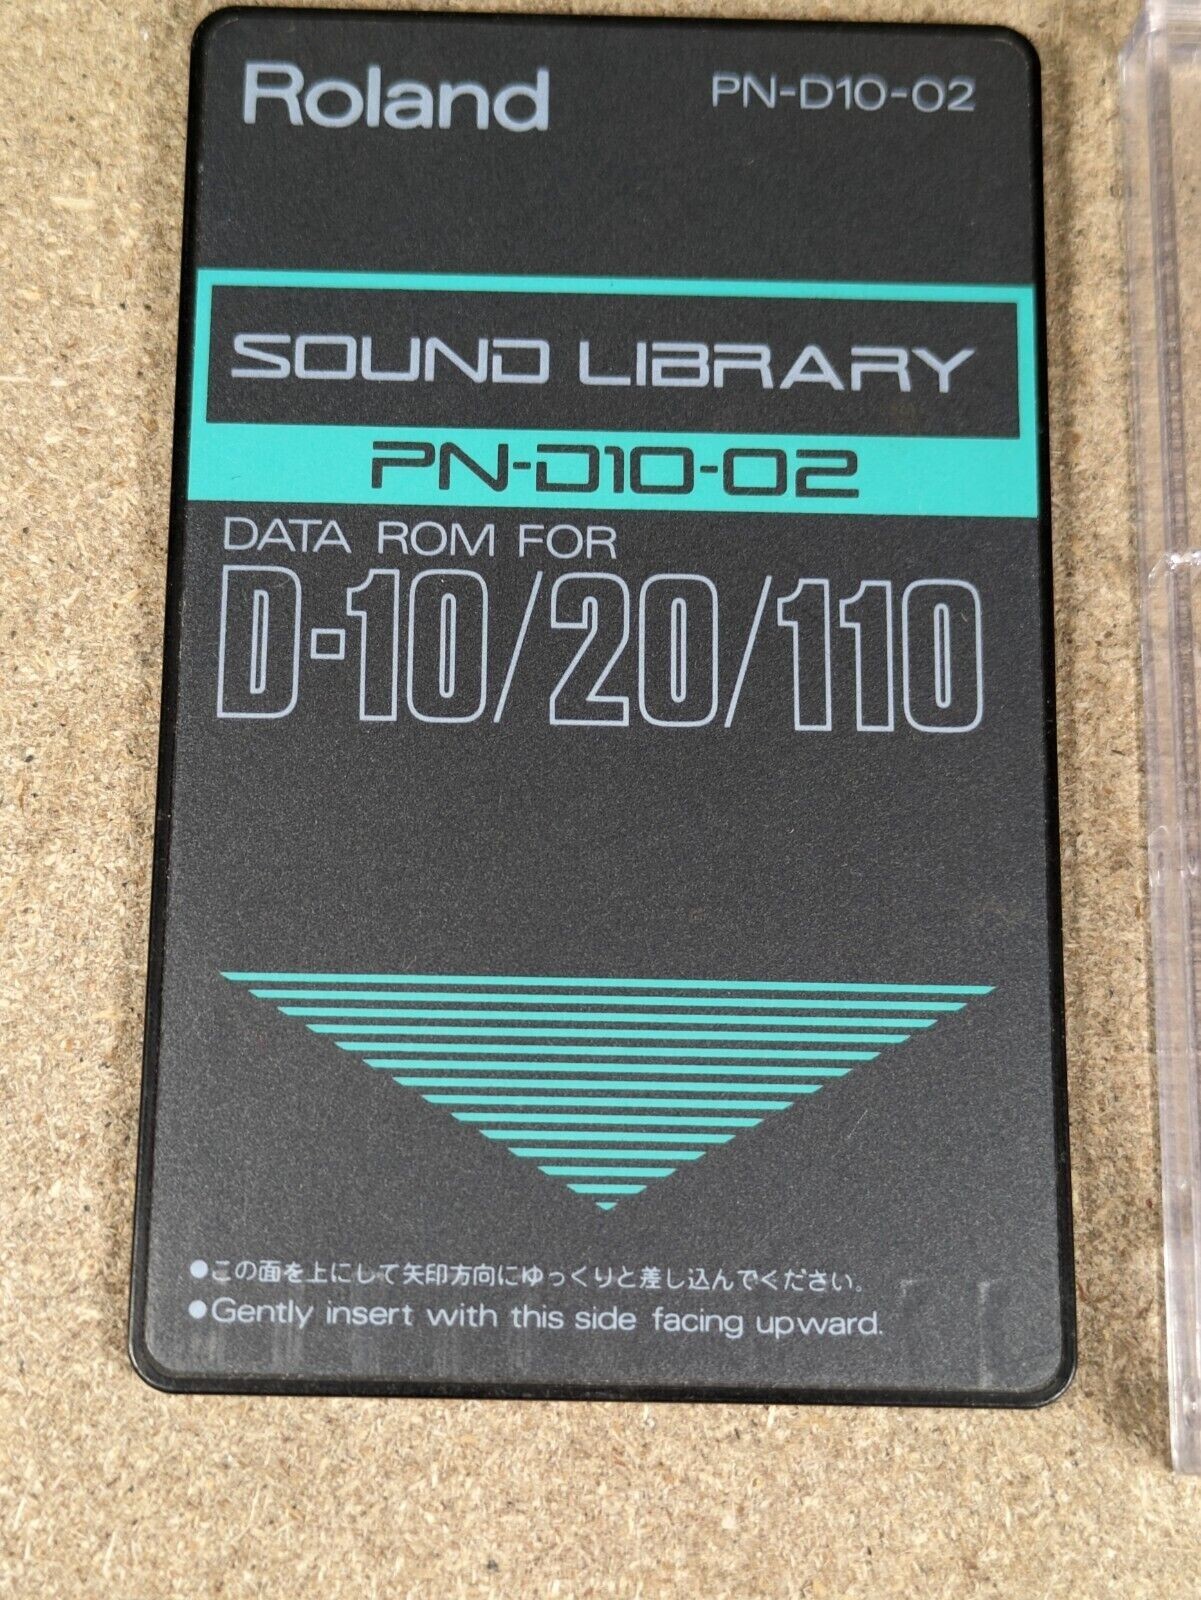 Roland PN-D10-02
SOUND LIBRARY
PN-D10-02
DATA ROM FOR
D-10/20/110
●この面を上にして矢印方向にゆっくりと差し込んでください。
●Gently insert with this side facing upward.